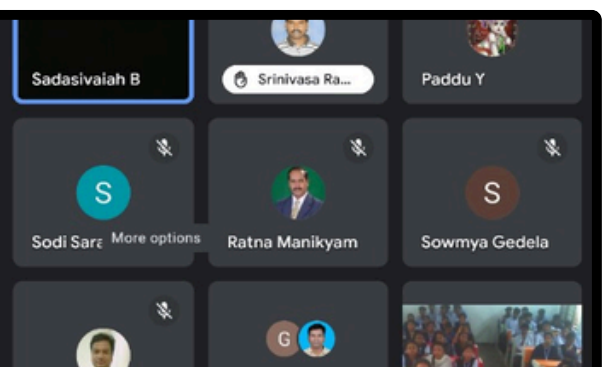 Sadasivaiah B
Srinivasa Ra...
Paddu Y
S
S
Sodi Sara
More options
Ratna Manikyam
Sowmya Gedela
G